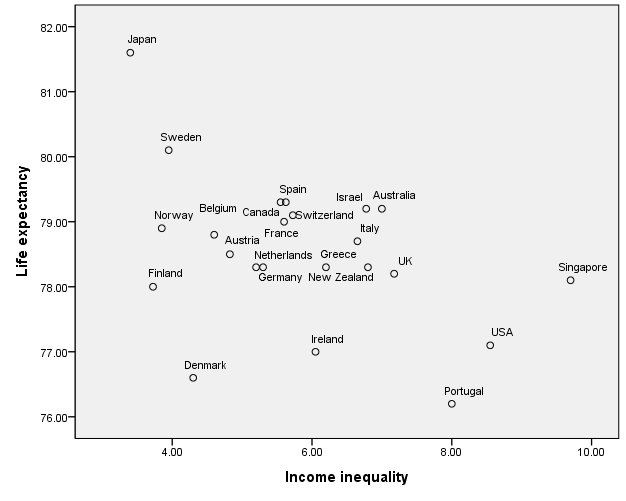 82.00
Japan
81.00
Sweden
80.00
Spain
Israel
Australia
Belgium
Canada
Switzerland
Norway
79.00
France
Italy
Austria
Netherlands
Greece
UK
Finland
Germany
New Zealand
Singapore
78.00
Ireland
USA
77.00
Denmark
Portugal
76.00
Life expectancy
4.00
6.00
8.00
10.00
Income inequality